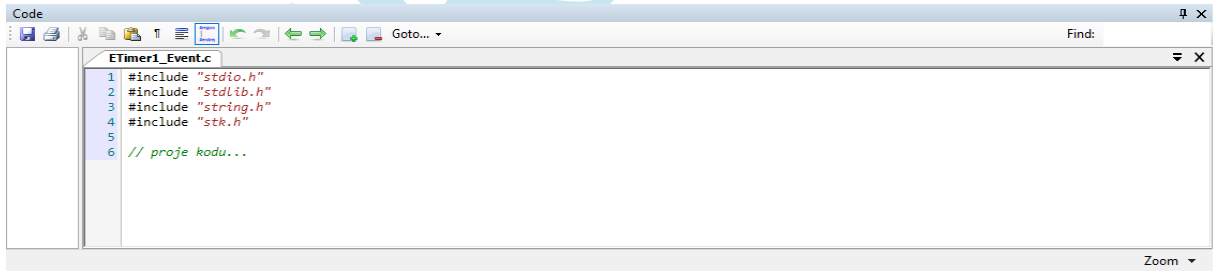 Code
Goto...
Find:
ETimer1_Event.c
1 #include "stdio.h"
2 #include "stdlib.h"
3 #include "string.h"
4 #include "stk.h"
5
6 // proje kodu...
Zoom